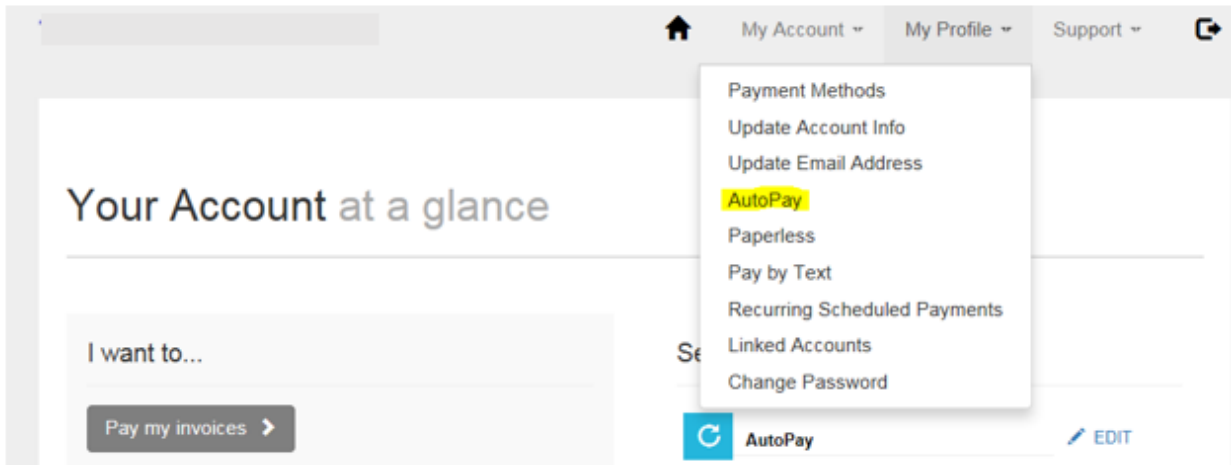 My Account My Profile Support
Payment Methods
Update Account Info
Update Email Address
AutoPay
Paperless
Pay by Text
Recurring Scheduled Payments
Linked Accounts
Change Password
Your Account at a glance
I want to...
Pay my invoices
AutoPay EDIT